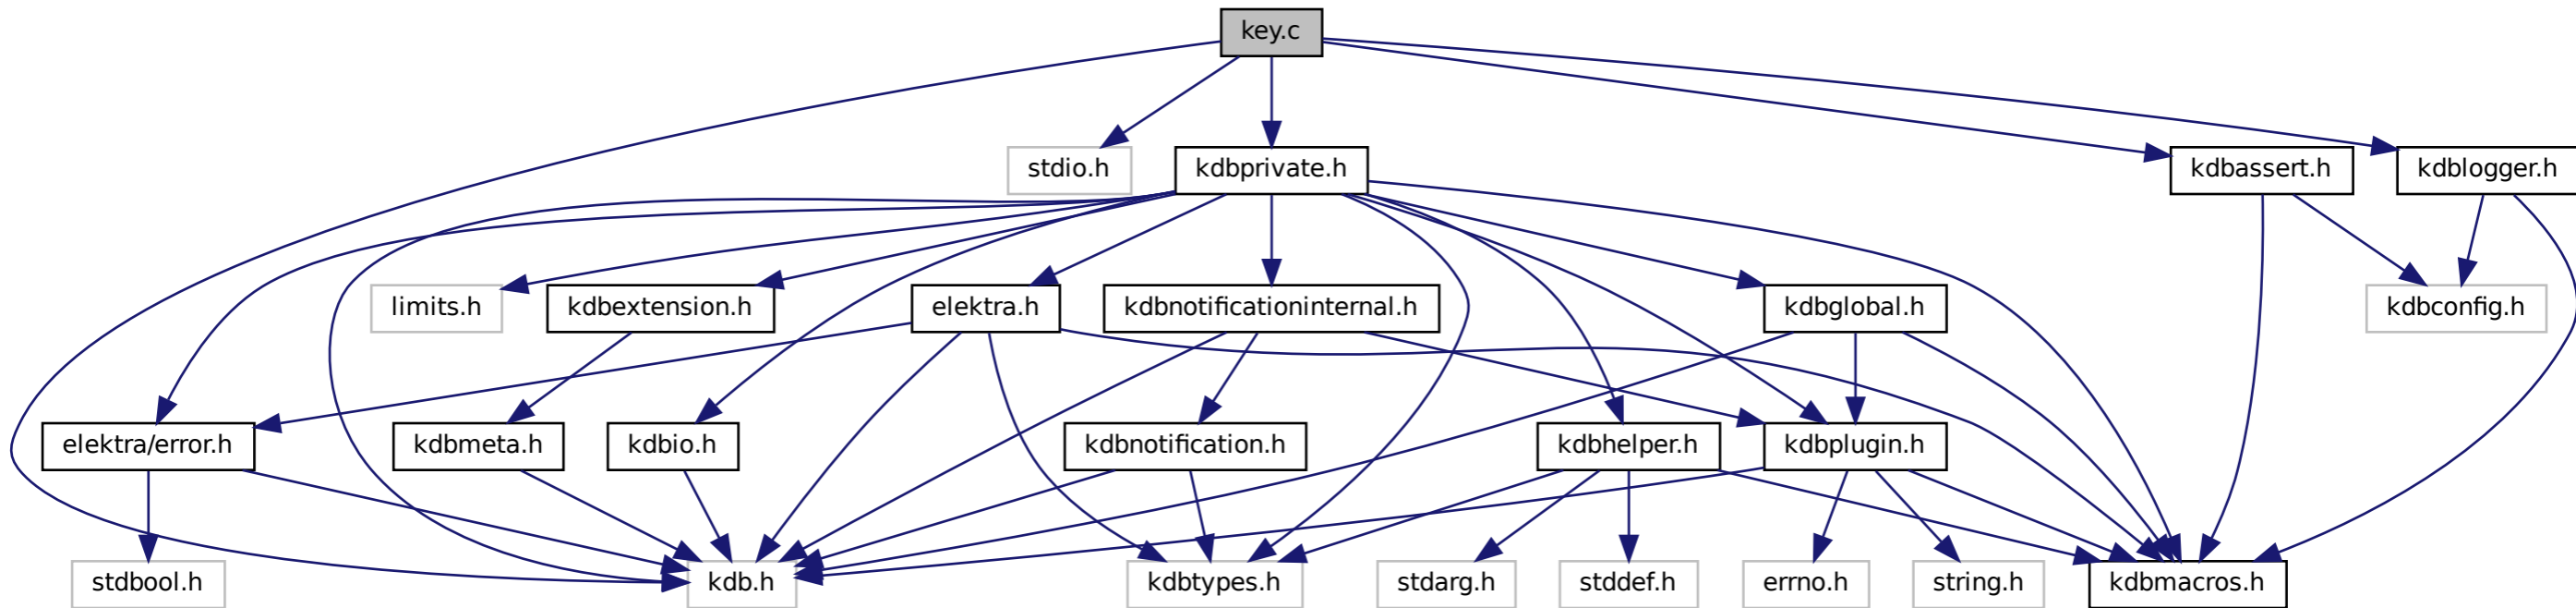 key.c
stdio.h
kdbprivate.h
kdbassert.h
kdblogger.h
limits.h
kdbextension.h
elektra.h
kdbnotificationinternal.h
kdbglobal.h
kdbconfig.h
elektra/error.h
kdbmeta.h
kdbio.h
kdbnotification.h
kdbhelper.h
kdbplugin.h
stdbool.h
kdb.h
kdbtypes.h
stdarg.h
stddef.h
errno.h
string.h
kdbmacros.h